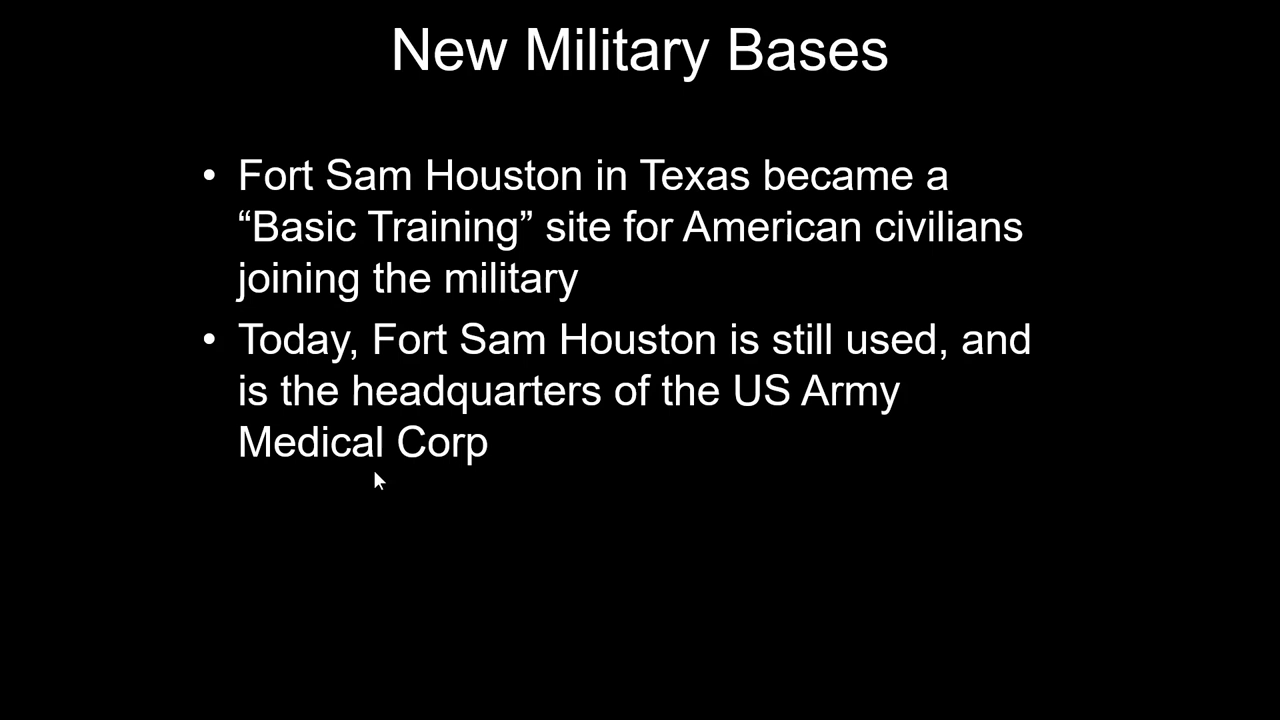 New Military Bases
• Fort Sam Houston in Texas became a
“Basic Training” site for American civilians
joining the military
• Today, Fort Sam Houston is still used, and
is the headquarters of the US Army
Medical Corp